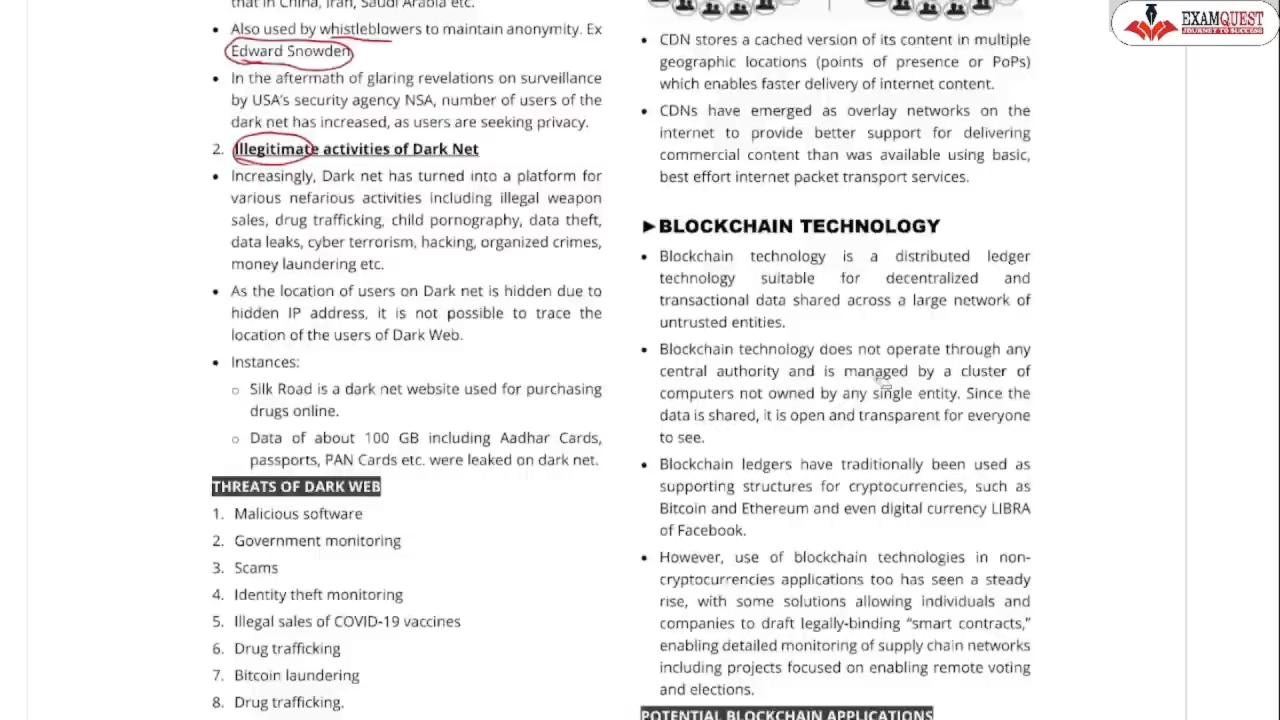 that in China, Iran, Saudi Arabia etc.
• Also used by whistleblowers to maintain anonymity. Ex
Edward Snowden
• In the aftermath of glaring revelations on surveillance
by USA's security agency NSA, number of users of the
dark net has increased, as users are seeking privacy.
2. Illegitimate activities of Dark Net
• Increasingly, Dark net has turned into a platform for
various nefarious activities including illegal weapon
sales, drug trafficking, child pornography, data theft,
data leaks, cyber terrorism, hacking, organized crimes,
money laundering etc.
• As the location of users on Dark net is hidden due to
hidden IP address, it is not possible to trace the
location of the users of Dark Web.
• Instances:
o Silk Road is a dark net website used for purchasing
drugs online.
o Data of about 100 GB including Aadhar Cards,
passports, PAN Cards etc. were leaked on dark net.
THREATS OF DARK WEB
1. Malicious software
2. Government monitoring
3. Scams
4. Identity theft monitoring
5. Illegal sales of COVID-19 vaccines
6. Drug trafficking
7. Bitcoin laundering
8. Drug trafficking.
• CDN stores a cached version of its content in multiple
geographic locations (points of presence or PoPs)
which enables faster delivery of internet content.
• CDNs have emerged as overlay networks on the
internet to provide better support for delivering
commercial content than was available using basic,
best effort internet packet transport services.
►BLOCKCHAIN TECHNOLOGY
• Blockchain technology is a distributed ledger
technology suitable for decentralized and
transactional data shared across a large network of
untrusted entities.
• Blockchain technology does not operate through any
central authority and is managed by a cluster of
computers not owned by any single entity. Since the
data is shared, it is open and transparent for everyone
to see.
• Blockchain ledgers have traditionally been used as
supporting structures for cryptocurrencies, such as
Bitcoin and Ethereum and even digital currency LIBRA
of Facebook.
• However, use of blockchain technologies in non-
cryptocurrencies applications too has seen a steady
rise, with some solutions allowing individuals and
companies to draft legally-binding “smart contracts,”
enabling detailed monitoring of supply chain networks
including projects focused on enabling remote voting
and elections.
POTENTIAL BLOCKCHAIN APPLICATIONS
EXAMQUEST
JOURNEY TO SUCCESS